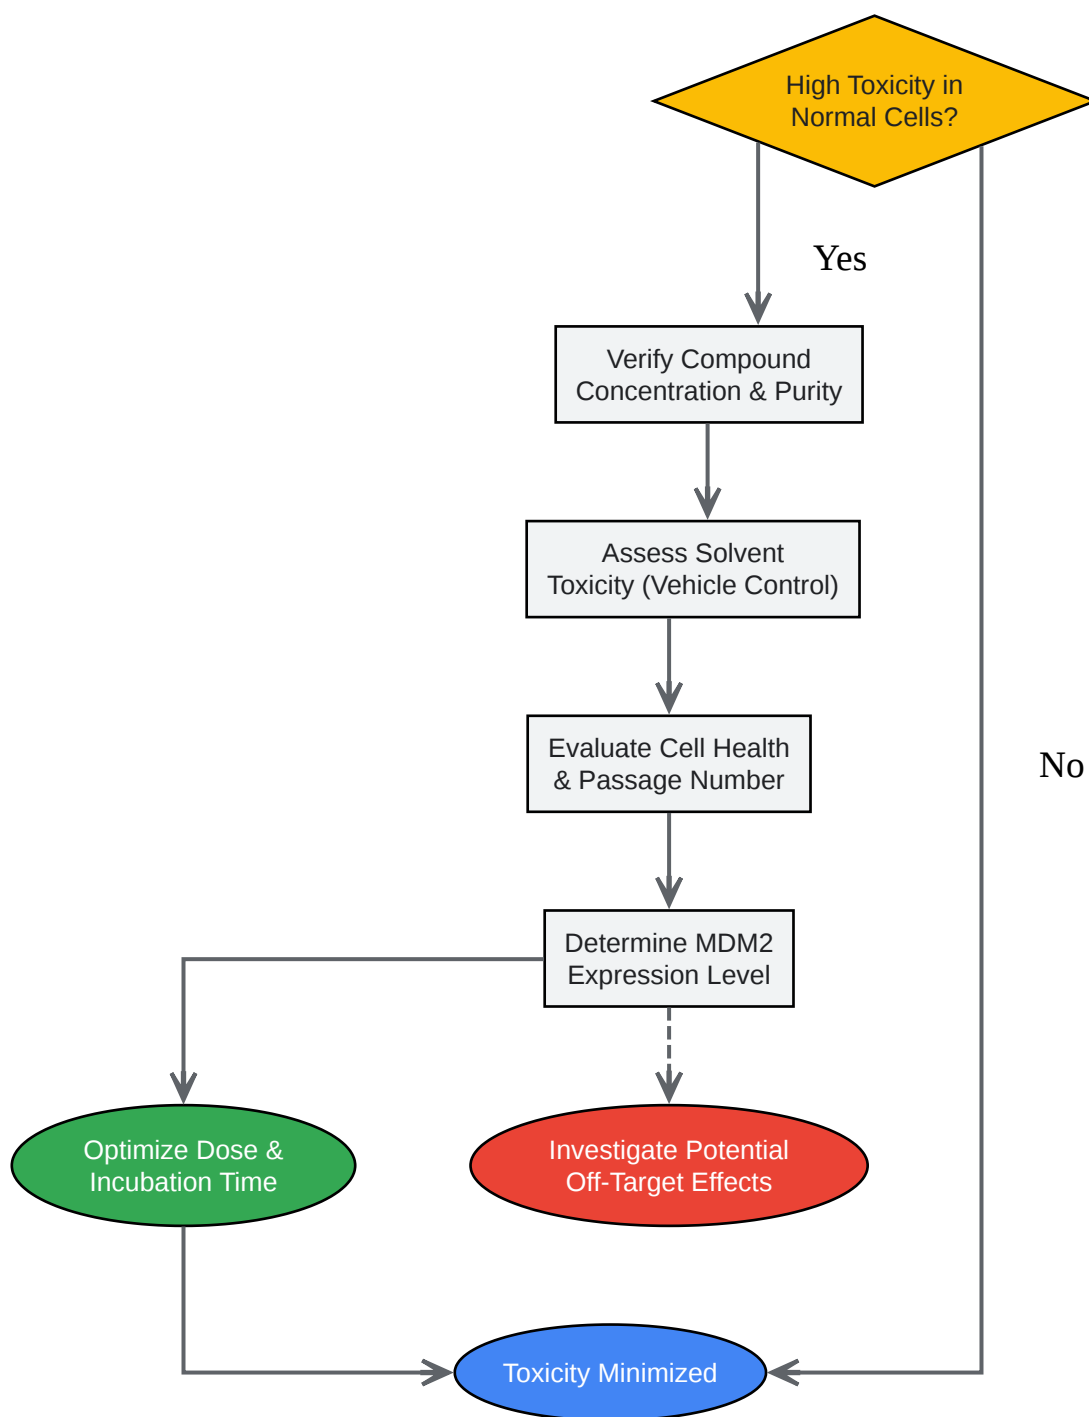 High Toxicity in
Normal Cells?
Yes
Verify Compound
Concentration & Purity
Assess Solvent
Toxicity (Vehicle Control)
Evaluate Cell Health
& Passage Number
No
Determine MDM2
Expression Level
Optimize Dose &
Incubation Time
Investigate Potential
Off-Target Effects
Toxicity Minimized